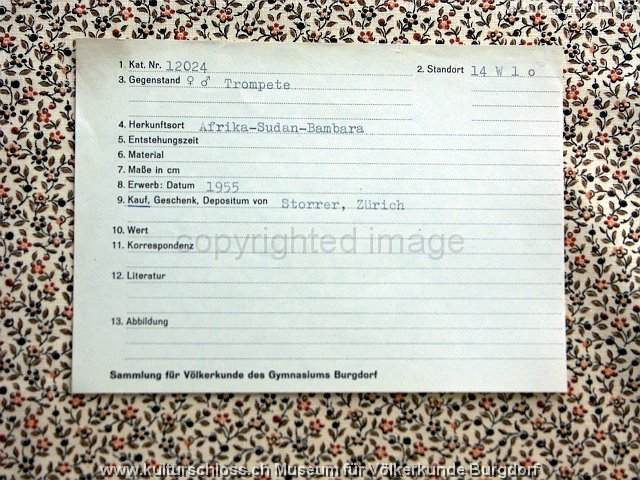 1. Kat. Nr. 12024 2. Standort 14 W l o
3. Gegenstand ♀ ♂ Trompete
4. Herkunftsort Afrika-Sudan-Bambara
5. Entstehungszeit
6. Material
7. Maße in cm
8. Erwerb: Datum 1955
9. Kauf, Geschenk, Depositum von Storrer, Zürich
10. Wert
copyrighted image
11. Korrespondenz
12. Literatur
13. Abbildung
Sammlung für Völkerkunde des Gymnasiums Burgdorf
www.kulturschloss.ch Museum für Völkerkunde Burgdorf